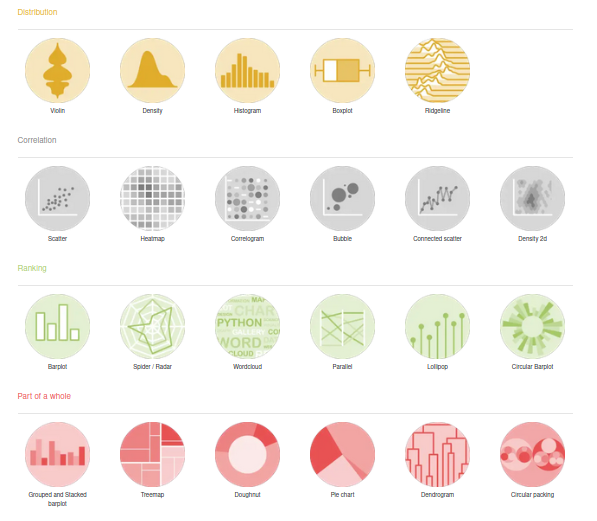 Distribution
Violin
Density
Histogram
Boxplot
Ridgeline
Correlation
Scatter
Heatmap
Correlogram
Bubble
Connected scatter
Density 2d
Ranking
CHAR
PYTHON
GALLERY
WORD
CLOUD
Barplot
Spider / Radar
Wordcloud
Parallel
Lollipop
Circular Barplot
Part of a whole
Grouped and Stacked
barplot
Treemap
Doughnut
Pie chart
Dendrogram
Circular packing